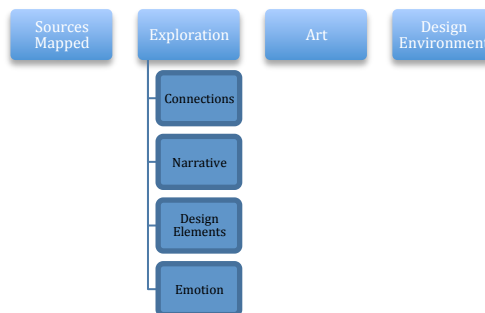 Sources
Mapped
Exploration
Art
Design
Environment
Connections
Narrative
Design
Elements
Emotion